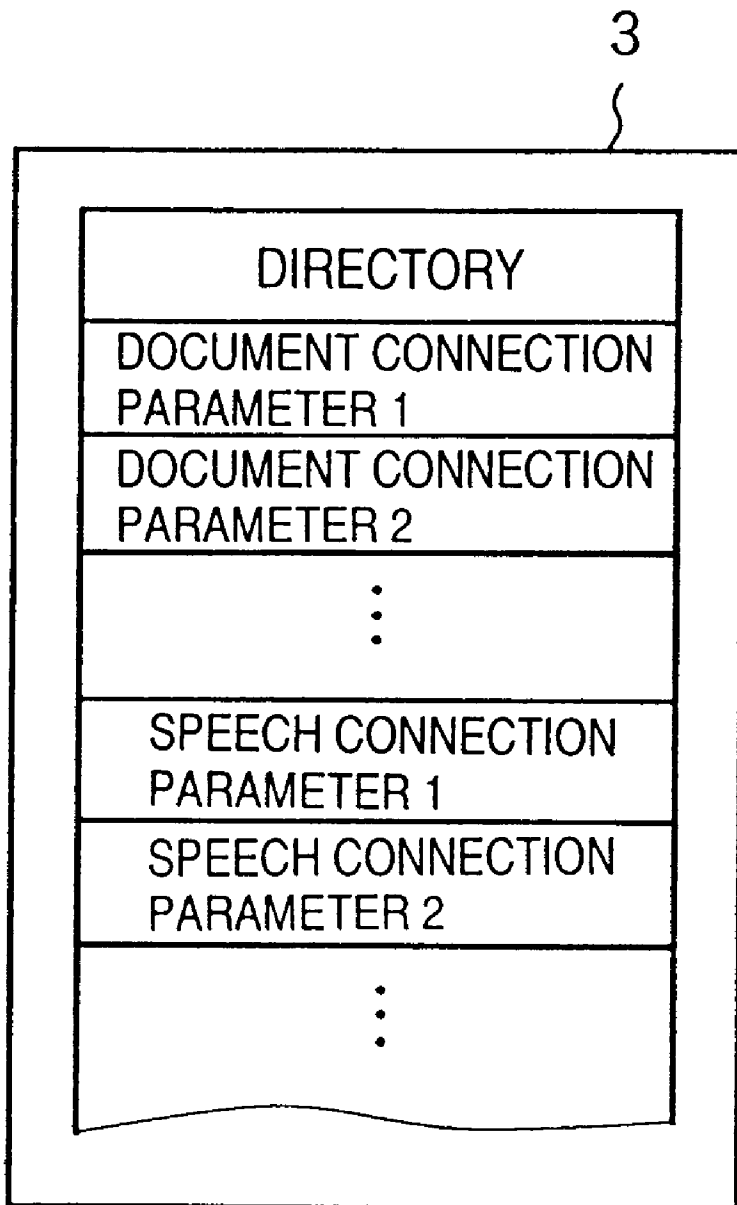 3
DIRECTORY
DOCUMENT CONNECTION
PARAMETER 1
DOCUMENT CONNECTION
PARAMETER 2
SPEECH CONNECTION
PARAMETER 1
SPEECH CONNECTION
PARAMETER 2